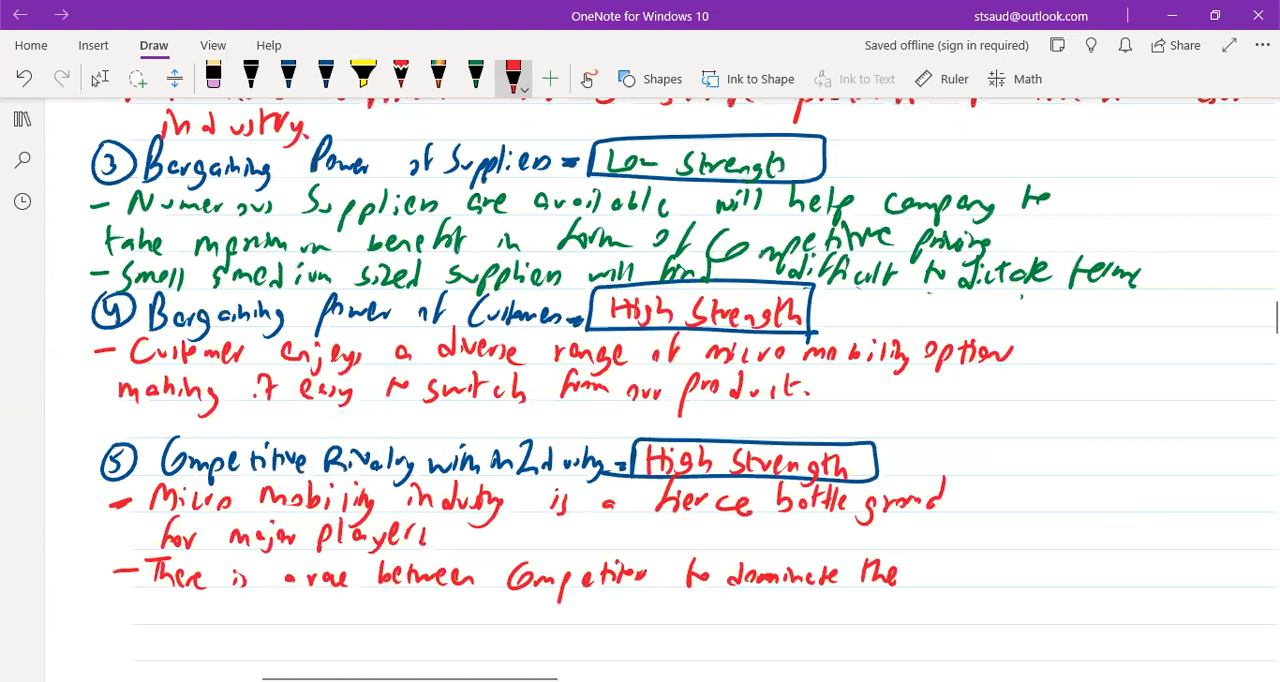 OneNote for Windows 10
stsaud@outlook.com
Home Insert Draw View Help
Saved offline (sign in required) Share
Shapes Ink to Shape Ink to Text Ruler Math
industry.
③ Bargaining Power of Suppliers = Low Strength
- Numerous Suppliers are available will help company to
take maximum benefit in form of Competitive pricing
- Small & medium sized suppliers will find difficult to dictate terms
④ Bargaining Power of Customers = High Strength
- Customer enjoys a diverse range of micro mobility option
making it easy to switch from our product.
⑤ Competitive Rivalry within Industry = High Strength
- Micro mobility industry is a fierce battle ground
for major players
- There is a race between Competitor to dominate the